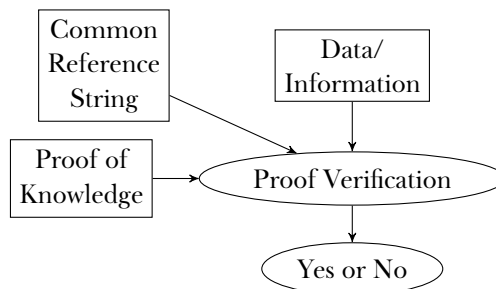 Common
Reference
String
Data/
Information
Proof of
Knowledge
Proof Verification
Yes or No